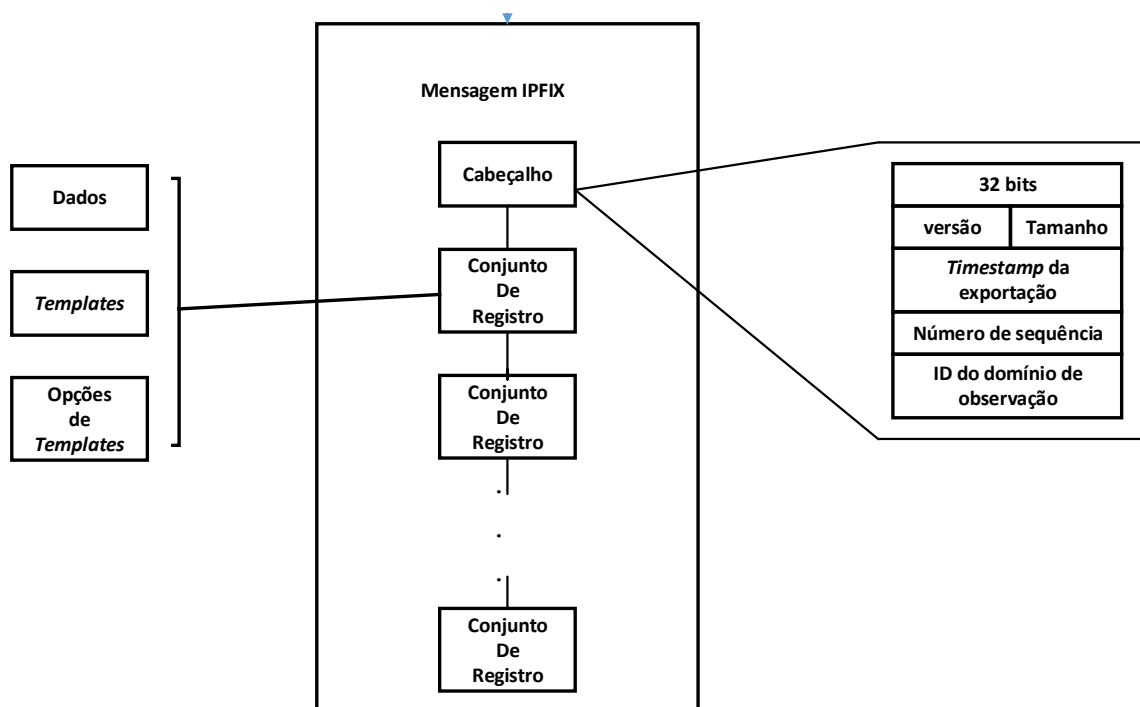 Mensagem IPFIX
Cabeçalho
Conjunto
De
Registro
Conjunto
De
Registro
.
.
.
Conjunto
De
Registro
Dados
Templates
Opções
de
Templates
32 bits
versão
Tamanho
Timestamp da
exportação
Número de sequência
ID do domínio de
observação